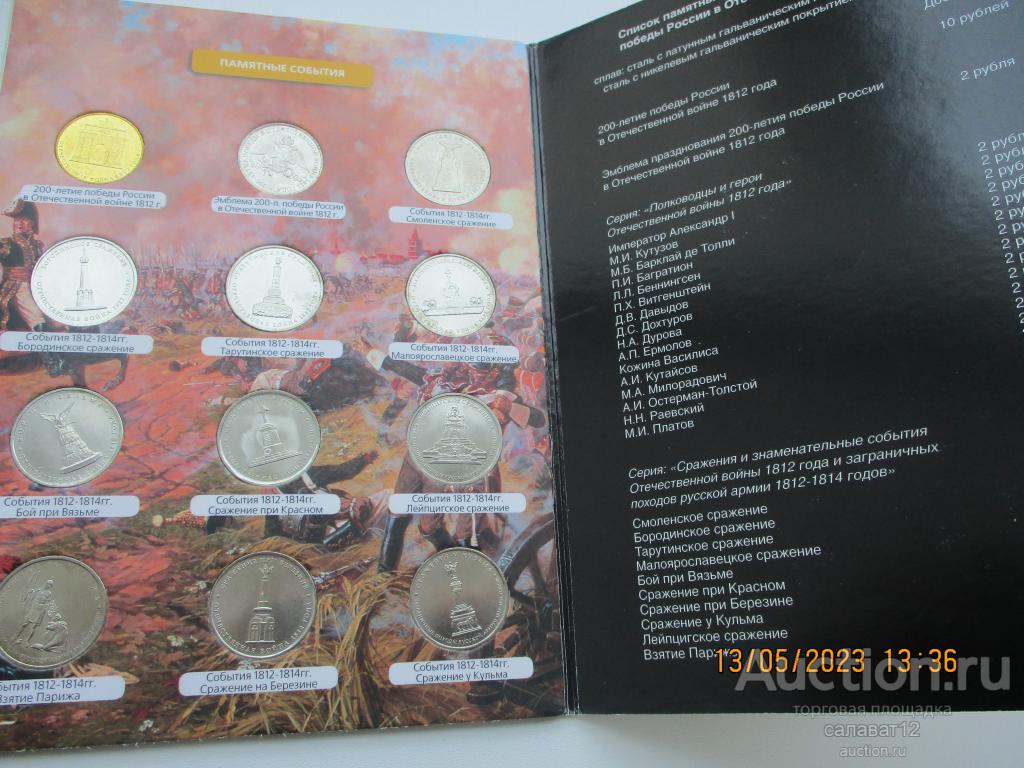 ПАМЯТНЫЕ СОБЫТИЯ
200-летие победы России
в Отечественной войне 1812 г.
Эмблема 200-л. победы России
в Отечественной войне 1812 г.
События 1812-1814гг.
Смоленское сражение
События 1812-1814гг.
Бородинское сражение
События 1812-1814гг.
Тарутинское сражение
События 1812-1814гг.
Малоярославецкое сражение
События 1812-1814гг.
Бой при Вязьме
События 1812-1814гг.
Сражение при Красном
События 1812-1814гг.
Лейпцигское сражение
События 1812-1814гг.
Взятие Парижа
События 1812-1814гг.
Сражение на Березине
События 1812-1814гг.
Сражение у Кульма
Список памятных
победы России в
сплав: сталь с латунным гальваническим
сталь с никелевым гальваническим покрытием
10 рублей
200-летие победы России
в Отечественной войне 1812 года
2 рубля
Эмблема празднования 200-летия победы России
в Отечественной войне 1812 года
Серия: «Полководцы и герои
Отечественной войны 1812 года»
Император Александр I
М.И. Кутузов
М.Б. Барклай де Толли
П.И. Багратион
Л.Л. Беннингсен
П.Х. Витгенштейн
Д.В. Давыдов
Д.С. Дохтуров
Н.А. Дурова
А.П. Ермолов
Кожина Василиса
А.И. Кутайсов
М.А. Милорадович
А.И. Остерман-Толстой
Н.Н. Раевский
М.И. Платов
Серия: «Сражения и знаменательные события
Отечественной войны 1812 года и заграничных
походов русской армии 1812-1814 годов»
Смоленское сражение
Бородинское сражение
Тарутинское сражение
Малоярославецкое сражение
Бой при Вязьме
Сражение при Красном
Сражение при Березине
Сражение у Кульма
Лейпцигское сражение
Взятие Парижа
13/05/2023 13:36
Auction.ru
торговая площадка
салават12
auction.ru